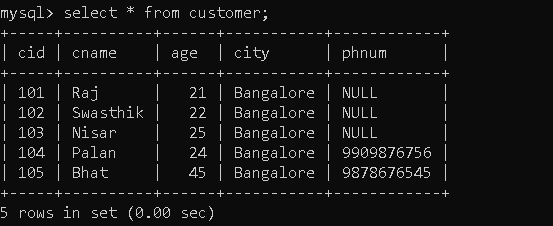 mysql> select * from customer;
+-----+----------+------+-----------+------------+
| cid | cname    | age  | city      | phnum      |
+-----+----------+------+-----------+------------+
| 101 | Raj      |   21 | Bangalore | NULL       |
| 102 | Swasthik |   22 | Bangalore | NULL       |
| 103 | Nisar    |   25 | Bangalore | NULL       |
| 104 | Palan    |   24 | Bangalore | 9909876756 |
| 105 | Bhat     |   45 | Bangalore | 9878676545 |
+-----+----------+------+-----------+------------+
5 rows in set (0.00 sec)